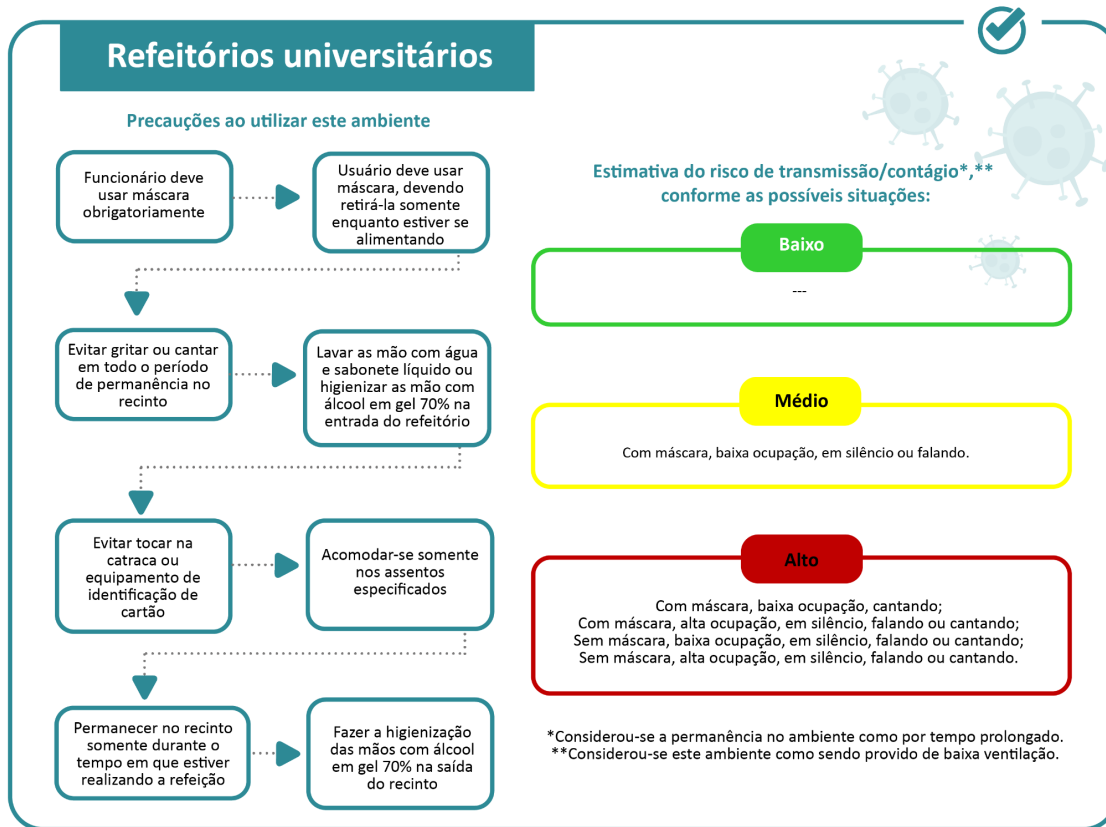 Refeitórios universitários
Precauções ao utilizar este ambiente
Funcionário deve
usar máscara
obrigatoriamente
Usuário deve usar
máscara, devendo
retirá-la somente
enquanto estiver se
alimentando
Evitar gritar ou cantar
em todo o período
de permanência no
recinto
Lavar as mão com água
e sabonete líquido ou
higienizar as mão com
álcool em gel 70% na
entrada do refeitório
Evitar tocar na
catraca ou
equipamento de
identificação de
cartão
Acomodar-se somente
nos assentos
especificados
Permanecer no recinto
somente durante o
tempo em que estiver
realizando a refeição
Fazer a higienização
das mãos com álcool
em gel 70% na saída
do recinto
Estimativa do risco de transmissão/contágio*,**
conforme as possíveis situações:
Baixo
---
Médio
Com máscara, baixa ocupação, em silêncio ou falando.
Alto
Com máscara, baixa ocupação, cantando;
Com máscara, alta ocupação, em silêncio, falando ou cantando;
Sem máscara, baixa ocupação, em silêncio, falando ou cantando;
Sem máscara, alta ocupação, em silêncio, falando ou cantando.
*Considerou-se a permanência no ambiente como por tempo prolongado.
**Considerou-se este ambiente como sendo provido de baixa ventilação.